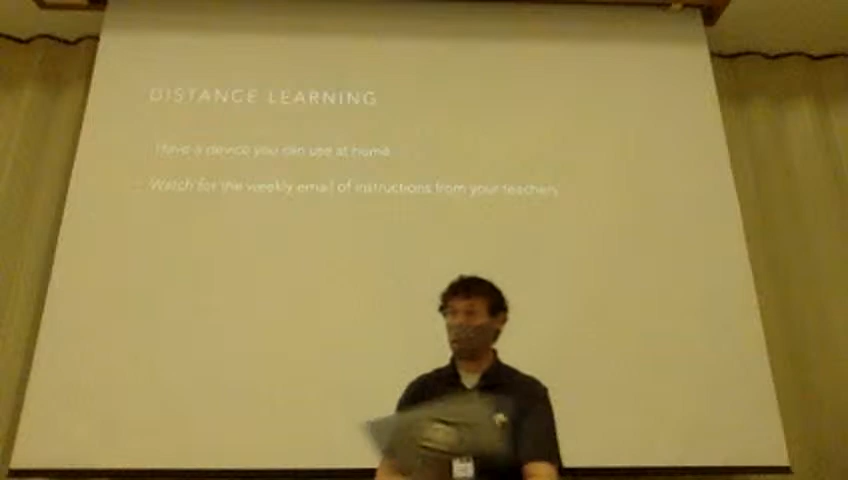 DISTANCE LEARNING
Have a device you can use at home
Watch for the weekly email of instructions from your teachers